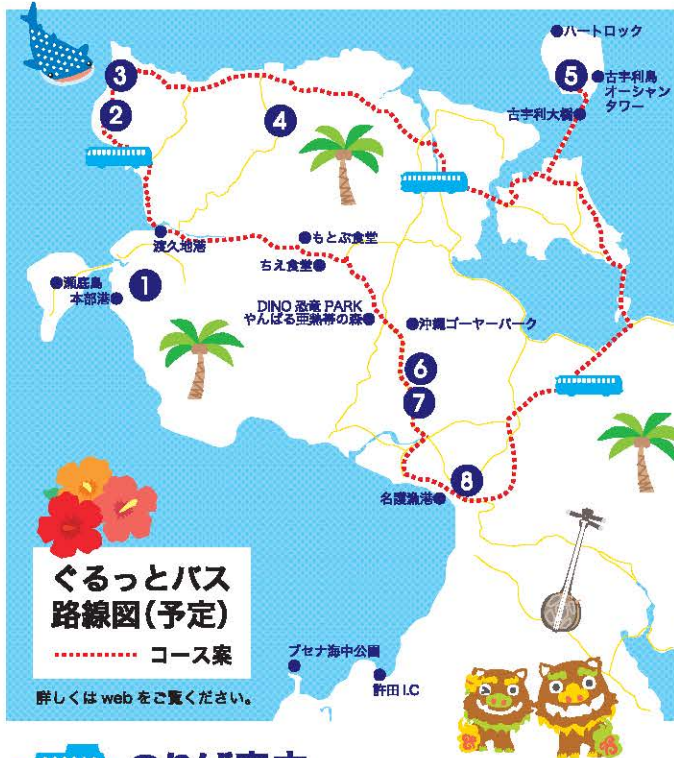 ハートロック
3
5
古宇利島
オーシャン
タワー
2
4
古宇利大橋
渡久地港
もとぶ食堂
ちえ食堂
瀬底島
本部港
1
DINO 恐竜 PARK
やんばる亜熱帯の森
沖縄ゴーヤーパーク
6
7
8
名護漁港
ぐるっとバス
路線図(予定)
コース案
詳しくは web をご覧ください。
ブセナ海中公園
許田 I.C